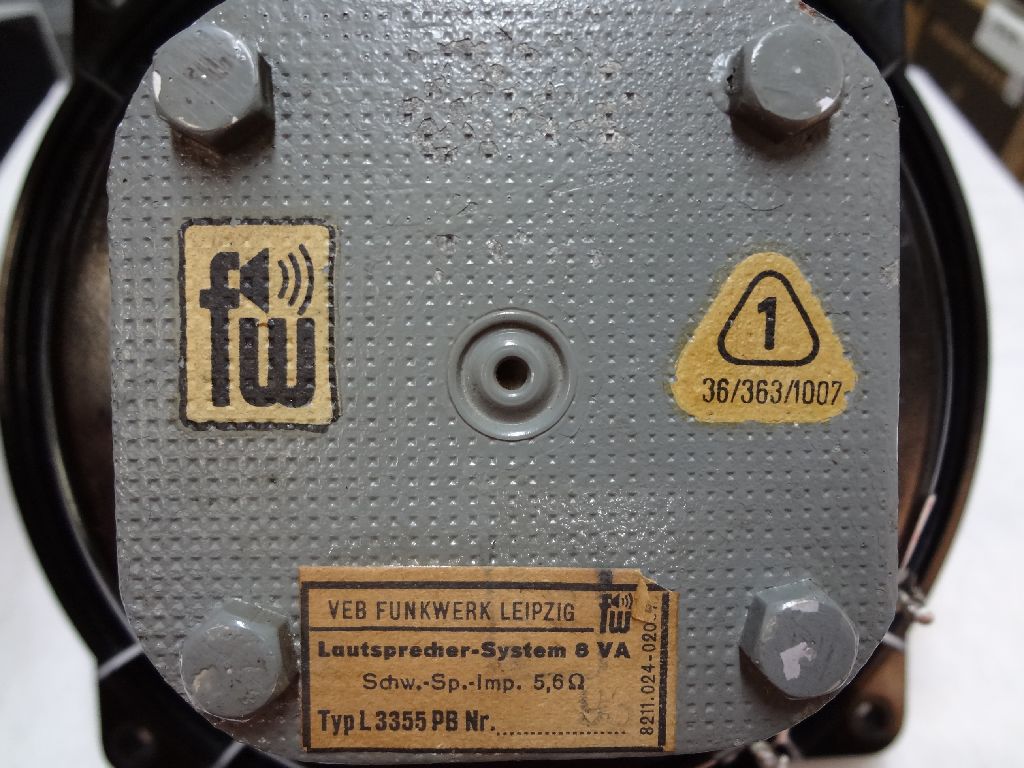 fw
1
36/363/1007
VEB FUNKWERK LEIPZIG
fw
Lautsprecher-System 8 VA
Schw.-Sp.-Imp. 5,6Ω
Typ L 3355 PB Nr.